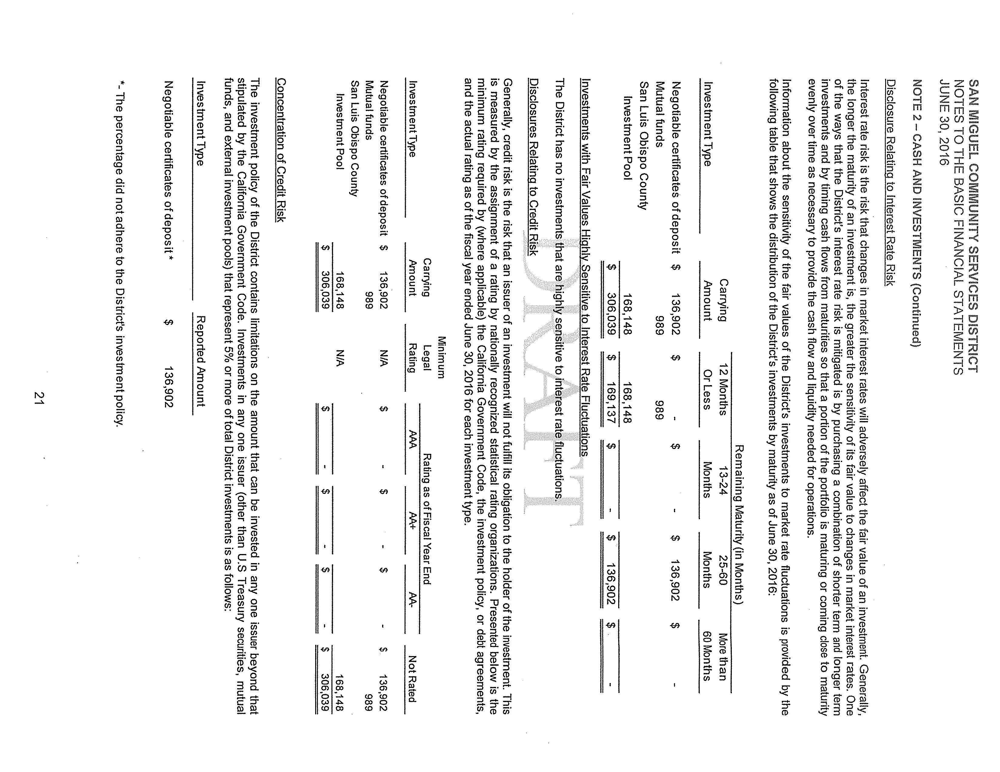 SAN MIGUEL COMMUNITY SERVICES DISTRICT
NOTES TO THE BASIC FINANCIAL STATEMENTS
JUNE 30, 2016
NOTE 2 – CASH AND INVESTMENTS (Continued)
Disclosure Relating to Interest Rate Risk
Interest rate risk is the risk that changes in market interest rates will adversely affect the fair value of an investment. Generally,
the longer the maturity of an investment is, the greater the sensitivity of its fair value to changes in market interest rates. One
of the ways that the District's interest rate risk is mitigated is by purchasing a combination of shorter term and longer term
investments and by timing cash flows from maturities so that a portion of the portfolio is maturing or coming close to maturity
evenly over time as necessary to provide the cash flow and liquidity needed for operations.
Information about the sensitivity of the fair values of the District's investments to market rate fluctuations is provided by the
following table that shows the distribution of the District's investments by maturity as of June 30, 2016:
Remaining Maturity (in Months)
Carrying 12 Months 13-24 25-60 More than
Investment Type Amount Or Less Months Months 60 Months
Negotiable certificates of deposit $ 136,902 $ - $ - $ 136,902 $ -
Mutual funds 989 989
San Luis Obispo County
Investment Pool 168,148 168,148
$ 306,039 $ 169,137 $ - $ 136,902 $ -
Investments with Fair Values Highly Sensitive to Interest Rate Fluctuations
The District has no investments that are highly sensitive to interest rate fluctuations.
DRAFT
Disclosures Relating to Credit Risk
Generally, credit risk is the risk that an issuer of an investment will not fulfill its obligation to the holder of the investment. This
is measured by the assignment of a rating by nationally recognized statistical rating organizations. Presented below is the
minimum rating required by (where applicable) the California Government Code, the investment policy, or debt agreements,
and the actual rating as of the fiscal year ended June 30, 2016 for each investment type.
Minimum
Carrying Legal Rating as of Fiscal Year End
Investment Type Amount Rating AAA AA+ AA- Not Rated
Negotiable certificates of deposit $ 136,902 N/A $ - $ - $ - $ 136,902
Mutual funds 989 989
San Luis Obispo County
Investment Pool 168,148 N/A 168,148
$ 306,039 $ - $ - $ - $ 306,039
Concentration of Credit Risk
The investment policy of the District contains limitations on the amount that can be invested in any one issuer beyond that
stipulated by the California Government Code. Investments in any one issuer (other than U.S Treasury securities, mutual
funds, and external investment pools) that represent 5% or more of total District investments is as follows:
Investment Type Reported Amount
Negotiable certificates of deposit * $ 136,902
*- The percentage did not adhere to the District's investment policy.
21